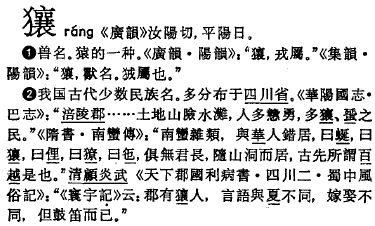 獽 ráng《廣韻》汝陽切，平陽日。
❶兽名。猿的一种。《廣韻·陽韻》：“獽，戎屬。”《集韻·
陽韻》：“獽，獸名。狨屬也。”
❷我国古代少数民族名。多分布于四川省。《華陽國志·
巴志》：“涪陵郡……土地山險水灘，人多戇勇，多獽、蜑之
民。”《隋書·南蠻傳》：“南蠻雜類，與華人錯居，曰蜒，曰
獽，曰俚，曰獠，曰㐌，俱無君長，隨山洞而居，古先所謂百
越是也。”清顧炎武《天下郡國利病書·四川二·蜀中風
俗記》：“《寰宇記》云：郡有獽人，言語與夏不同，嫁娶不
同，但鼓笛而已。”